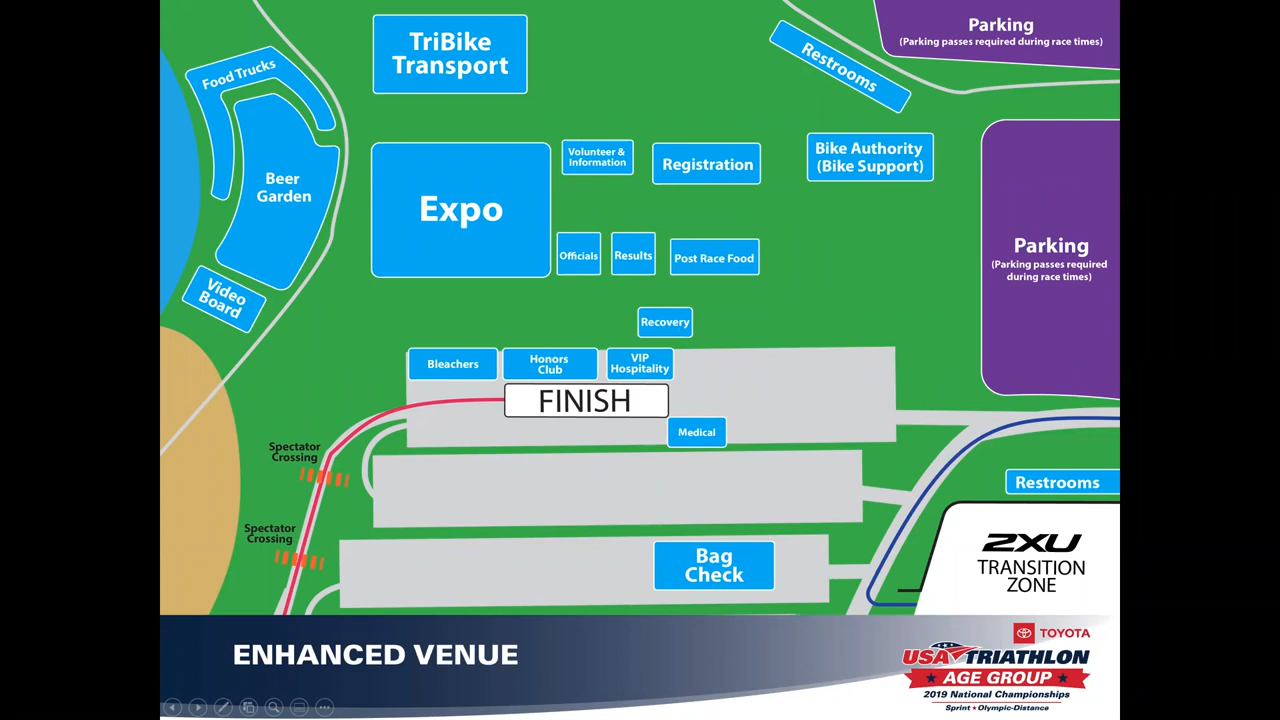 Parking
(Parking passes required during race times)
TriBike
Transport
Restrooms
Food Trucks
Volunteer &
Information
Registration
Bike Authority
(Bike Support)
Beer
Garden
Expo
Parking
(Parking passes required
during race times)
Officials
Results
Post Race Food
Video
Board
Recovery
Bleachers
Honors
Club
VIP
Hospitality
FINISH
Medical
Spectator
Crossing
Restrooms
Spectator
Crossing
2XU
TRANSITION
ZONE
Bag
Check
ENHANCED VENUE
TOYOTA
USA TRIATHLON
AGE GROUP
2019 National Championships
Sprint ★ Olympic-Distance